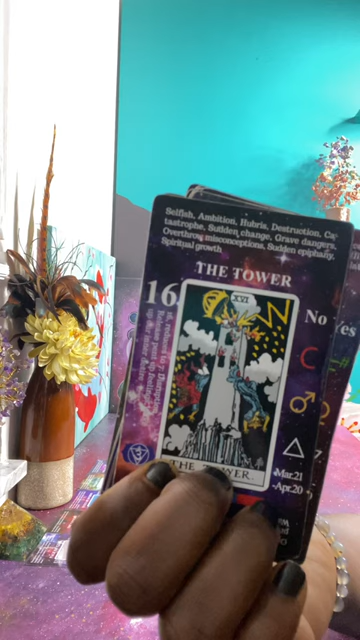 Selfish, Ambition, Hubris, Destruction, Ca-
tastrophe, Sudden change, Grave dangers,
Overthrow misconceptions, Sudden epiphany,
Spiritual growth
THE TOWER
16
XVI
No
Yes
THE TOWER.
Mar.21
-Apr.20